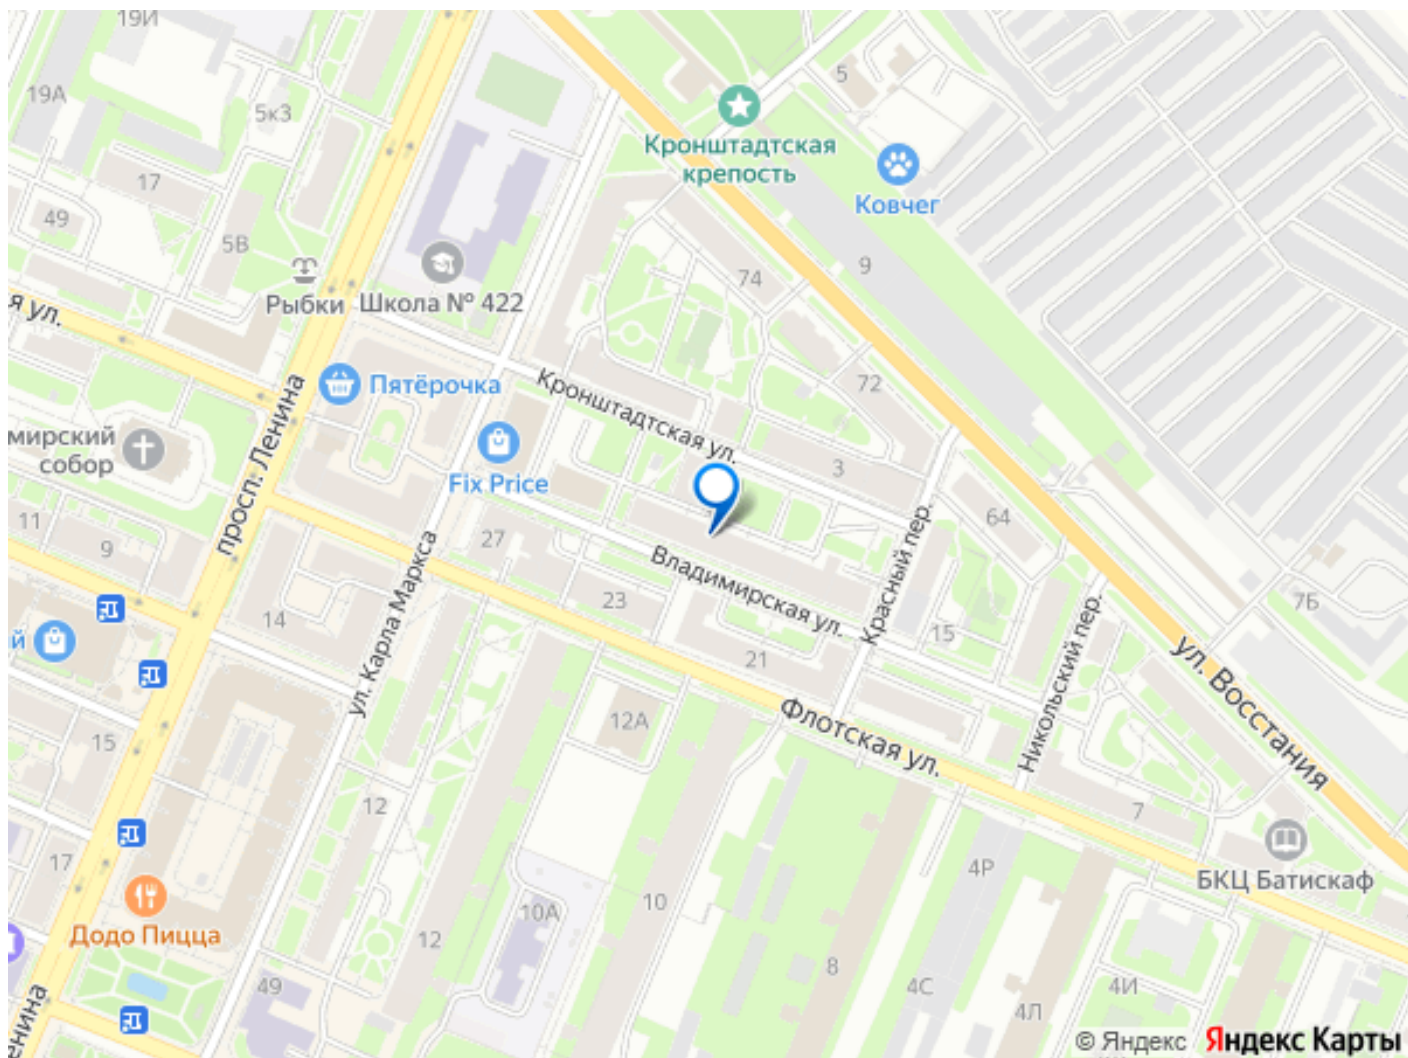 19И
19А
5к3
17
49
5В
5
Кронштадтская
крепость
Ковчег
9
74
72
Рыбки
Школа № 422
я ул.
просп. Ленина
Пятёрочка
Fix Price
мирский
собор
Кронштадтская ул.
3
64
Красный пер.
11
9
27
23
14
ул. Карла Маркса
Владимирская ул.
21
15
Никольский пер.
7Б
ул. Восстания
й
15
12А
Флотская ул.
12
7
17
4Р
БКЦ Батискаф
Додо Пицца
10А
10
12
8
49
4С
4Л
4И
енина
© Яндекс Яндекс Карты